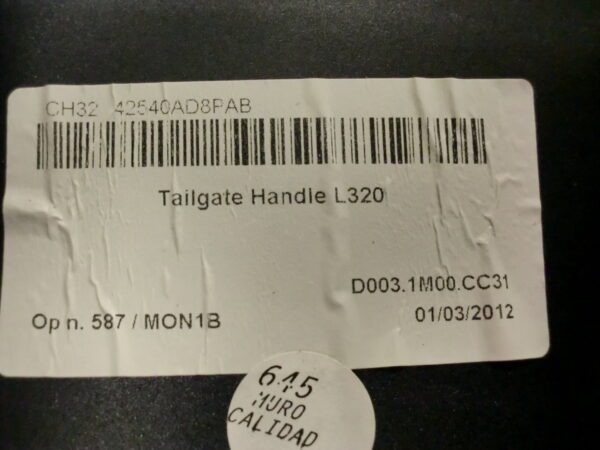 CH32 42540AD8PAB
Tailgate Handle L320
D003.1M00.CC31
Op n. 587 / MON1B
01/03/2012
645
MURO
CALIDAD